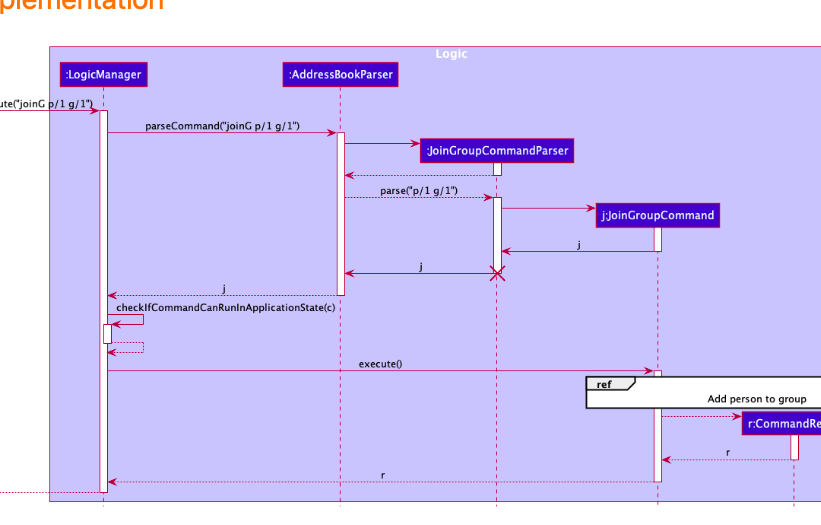 plementation
Logic
:LogicManager
:AddressBookParser
ute("joinG p/1 g/1")
parseCommand("joinG p/1 g/1")
:JoinGroupCommandParser
parse("p/1 g/1")
j:JoinGroupCommand
j
j
j
checkIfCommandCanRunInApplicationState(c)
execute()
ref
Add person to group
r:CommandRe
r
r